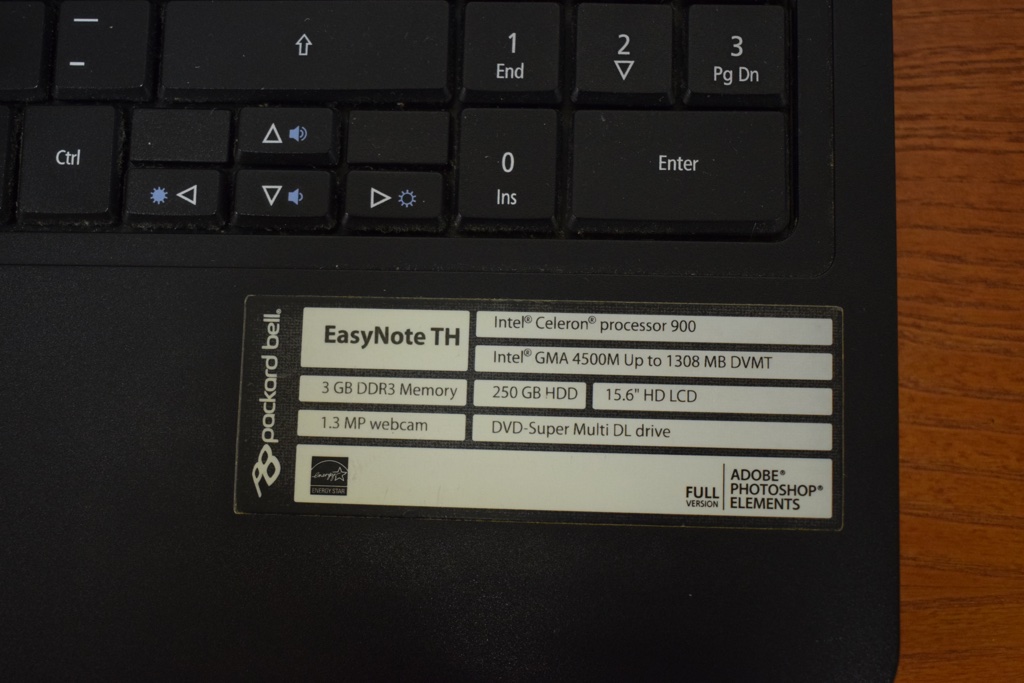 1
End
2
3
Pg Dn
Ctrl
0
Ins
Enter
packard bell.
EasyNote TH
Intel® Celeron® processor 900
Intel® GMA 4500M Up to 1308 MB DVMT
3 GB DDR3 Memory
250 GB HDD
15.6" HD LCD
1.3 MP webcam
DVD-Super Multi DL drive
energy
ENERGY STAR
FULL
VERSION
ADOBE®
PHOTOSHOP®
ELEMENTS